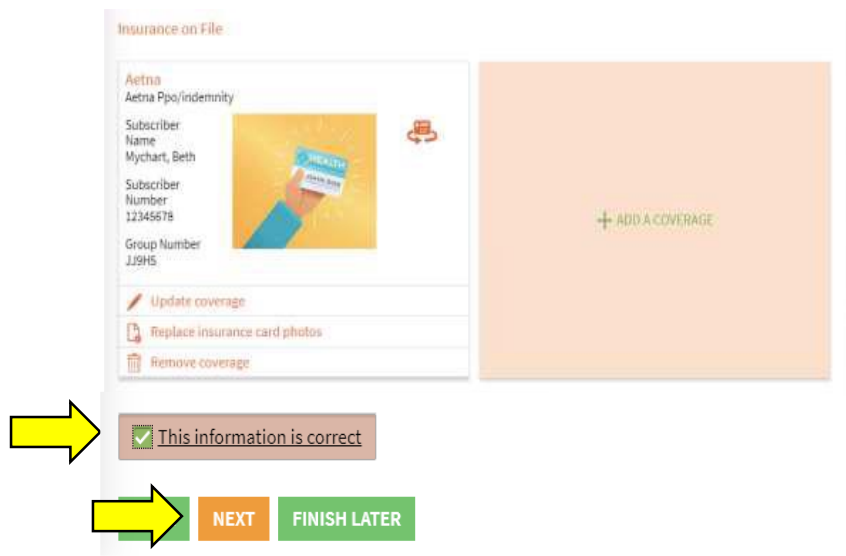 Insurance on File
Aetna
Aetna Ppo/indemnity
Subscriber
Name
Mychart, Beth
Subscriber
Number
12345678
Group Number
JJ9H5
HEALTH
Update coverage
Replace insurance card photos
Remove coverage
ADD A COVERAGE
This information is correct
NEXT
FINISH LATER